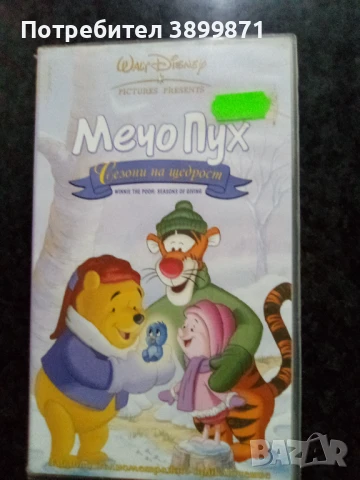 Потребител 3899871
WALT DISNEY
PICTURES PRESENTS
Мечо Пух
Сезони на щедрост
WINNIE THE POOH: SEASONS OF GIVING
BAZAR